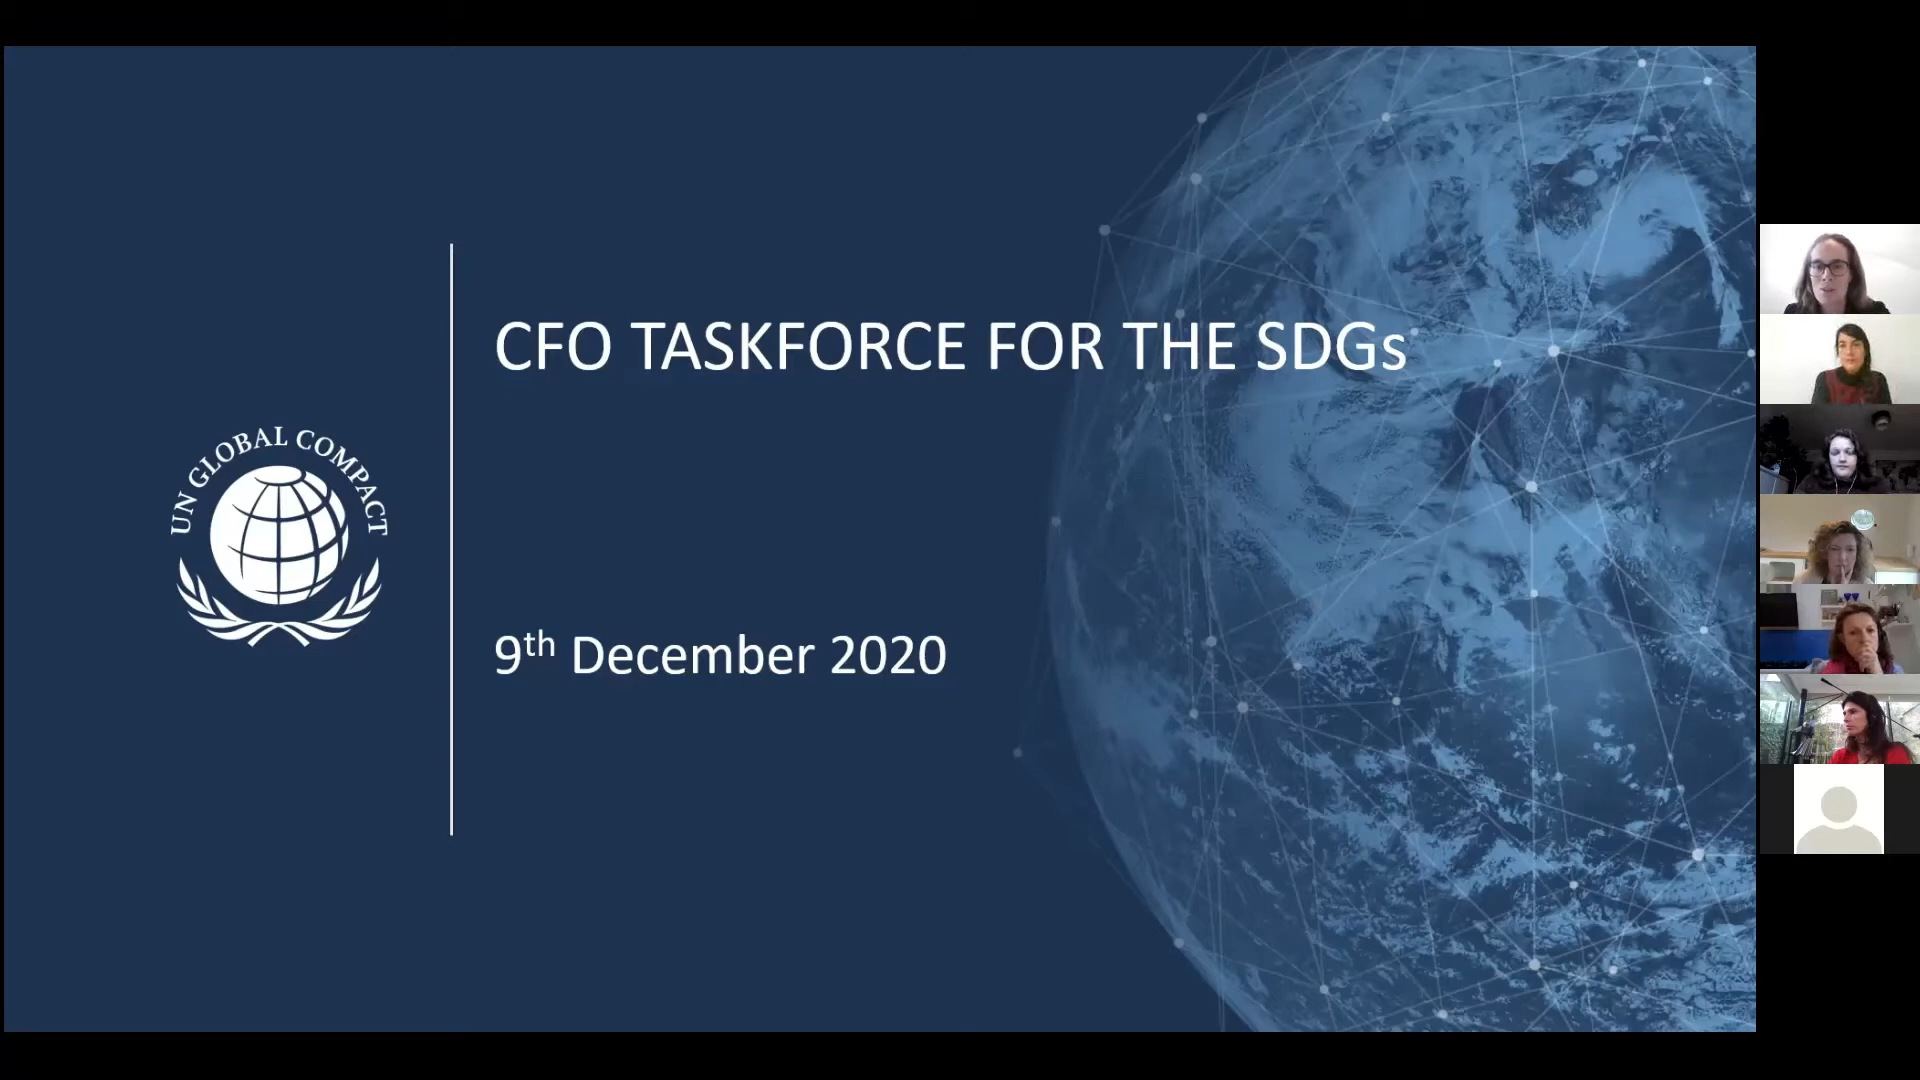 UN GLOBAL COMPACT
CFO TASKFORCE FOR THE SDGs
9th December 2020